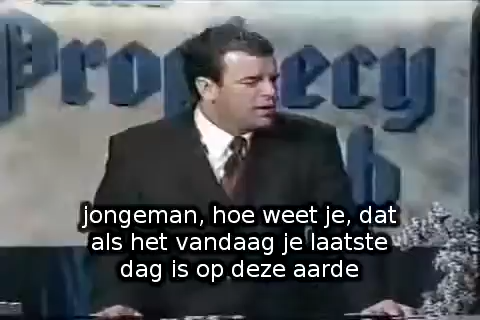 Prophecy
jongeman, hoe weet je, dat
als het vandaag je laatste
dag is op deze aarde